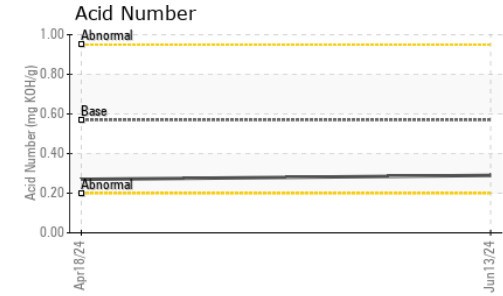 Acid Number
Acid Number (mg KOH/g)
1.00
0.80
0.60
0.40
0.20
0.00
Abnormal
Base
Abnormal
Apr18/24
Jun13/24